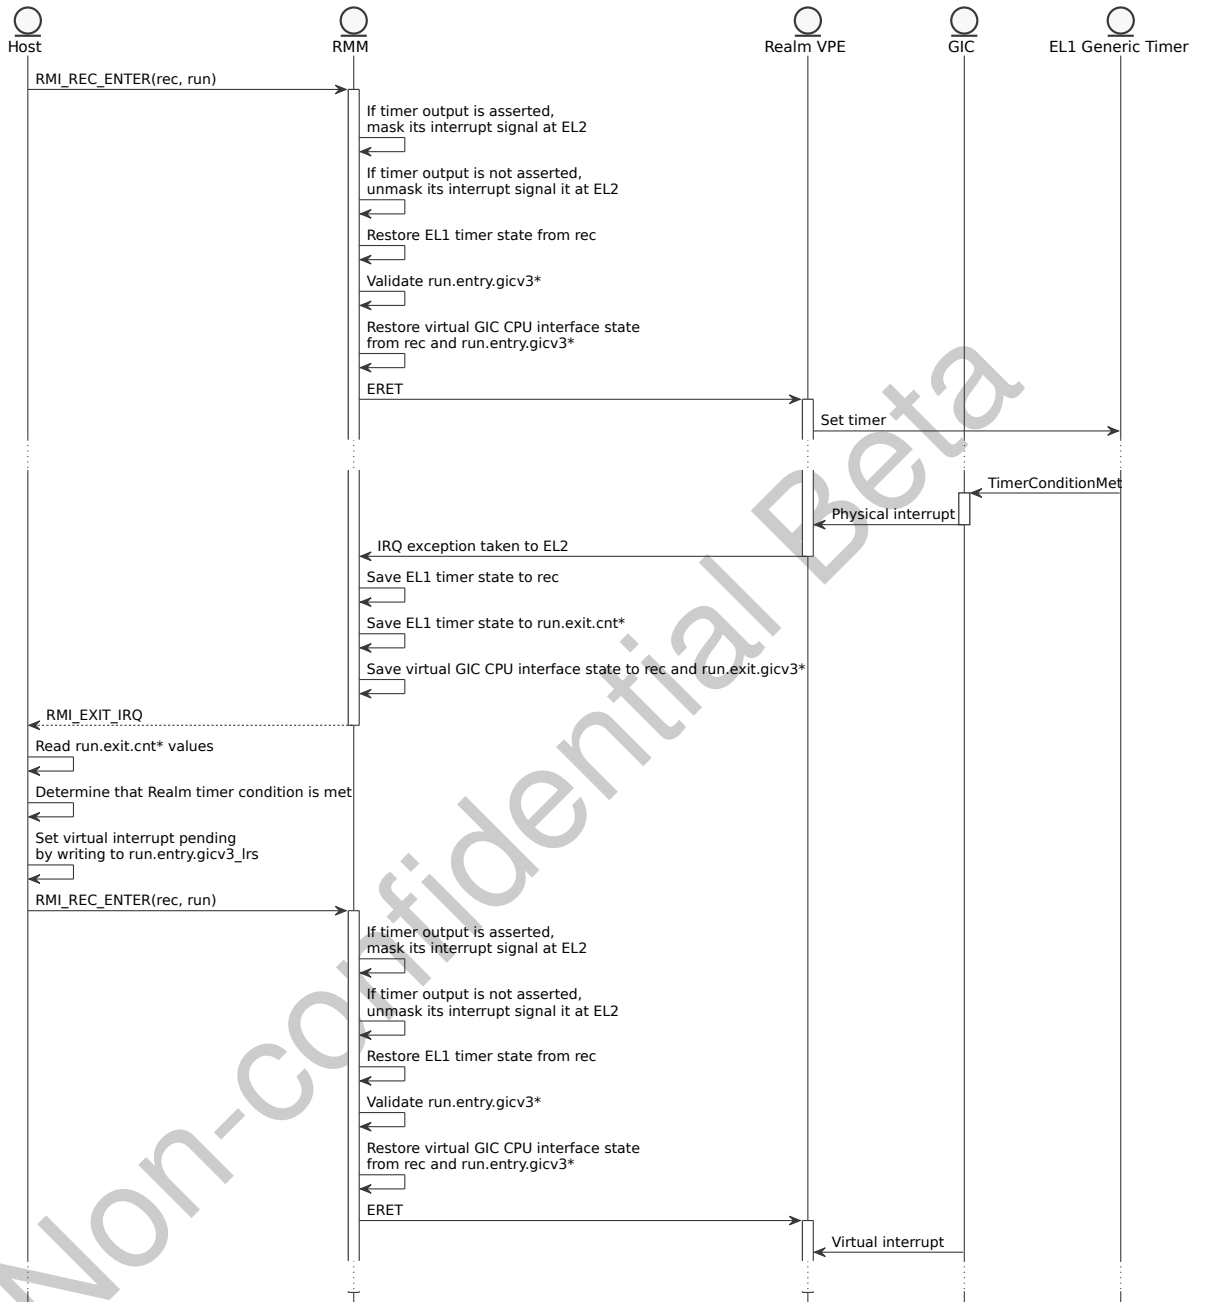 Host
RMM
Realm VPE
GIC
EL1 Generic Timer
RMI_REC_ENTER(rec, run)
If timer output is asserted,
mask its interrupt signal at EL2
If timer output is not asserted,
unmask its interrupt signal it at EL2
Restore EL1 timer state from rec
Validate run.entry.gicv3*
Restore virtual GIC CPU interface state
from rec and run.entry.gicv3*
ERET
Set timer
TimerConditionMet
Physical interrupt
IRQ exception taken to EL2
Save EL1 timer state to rec
Save EL1 timer state to run.exit.cnt*
Save virtual GIC CPU interface state to rec and run.exit.gicv3*
RMI_EXIT_IRQ
Read run.exit.cnt* values
Determine that Realm timer condition is met
Set virtual interrupt pending
by writing to run.entry.gicv3_lrs
RMI_REC_ENTER(rec, run)
If timer output is asserted,
mask its interrupt signal at EL2
If timer output is not asserted,
unmask its interrupt signal it at EL2
Restore EL1 timer state from rec
Validate run.entry.gicv3*
Restore virtual GIC CPU interface state
from rec and run.entry.gicv3*
ERET
Virtual interrupt
Non-confidential Beta